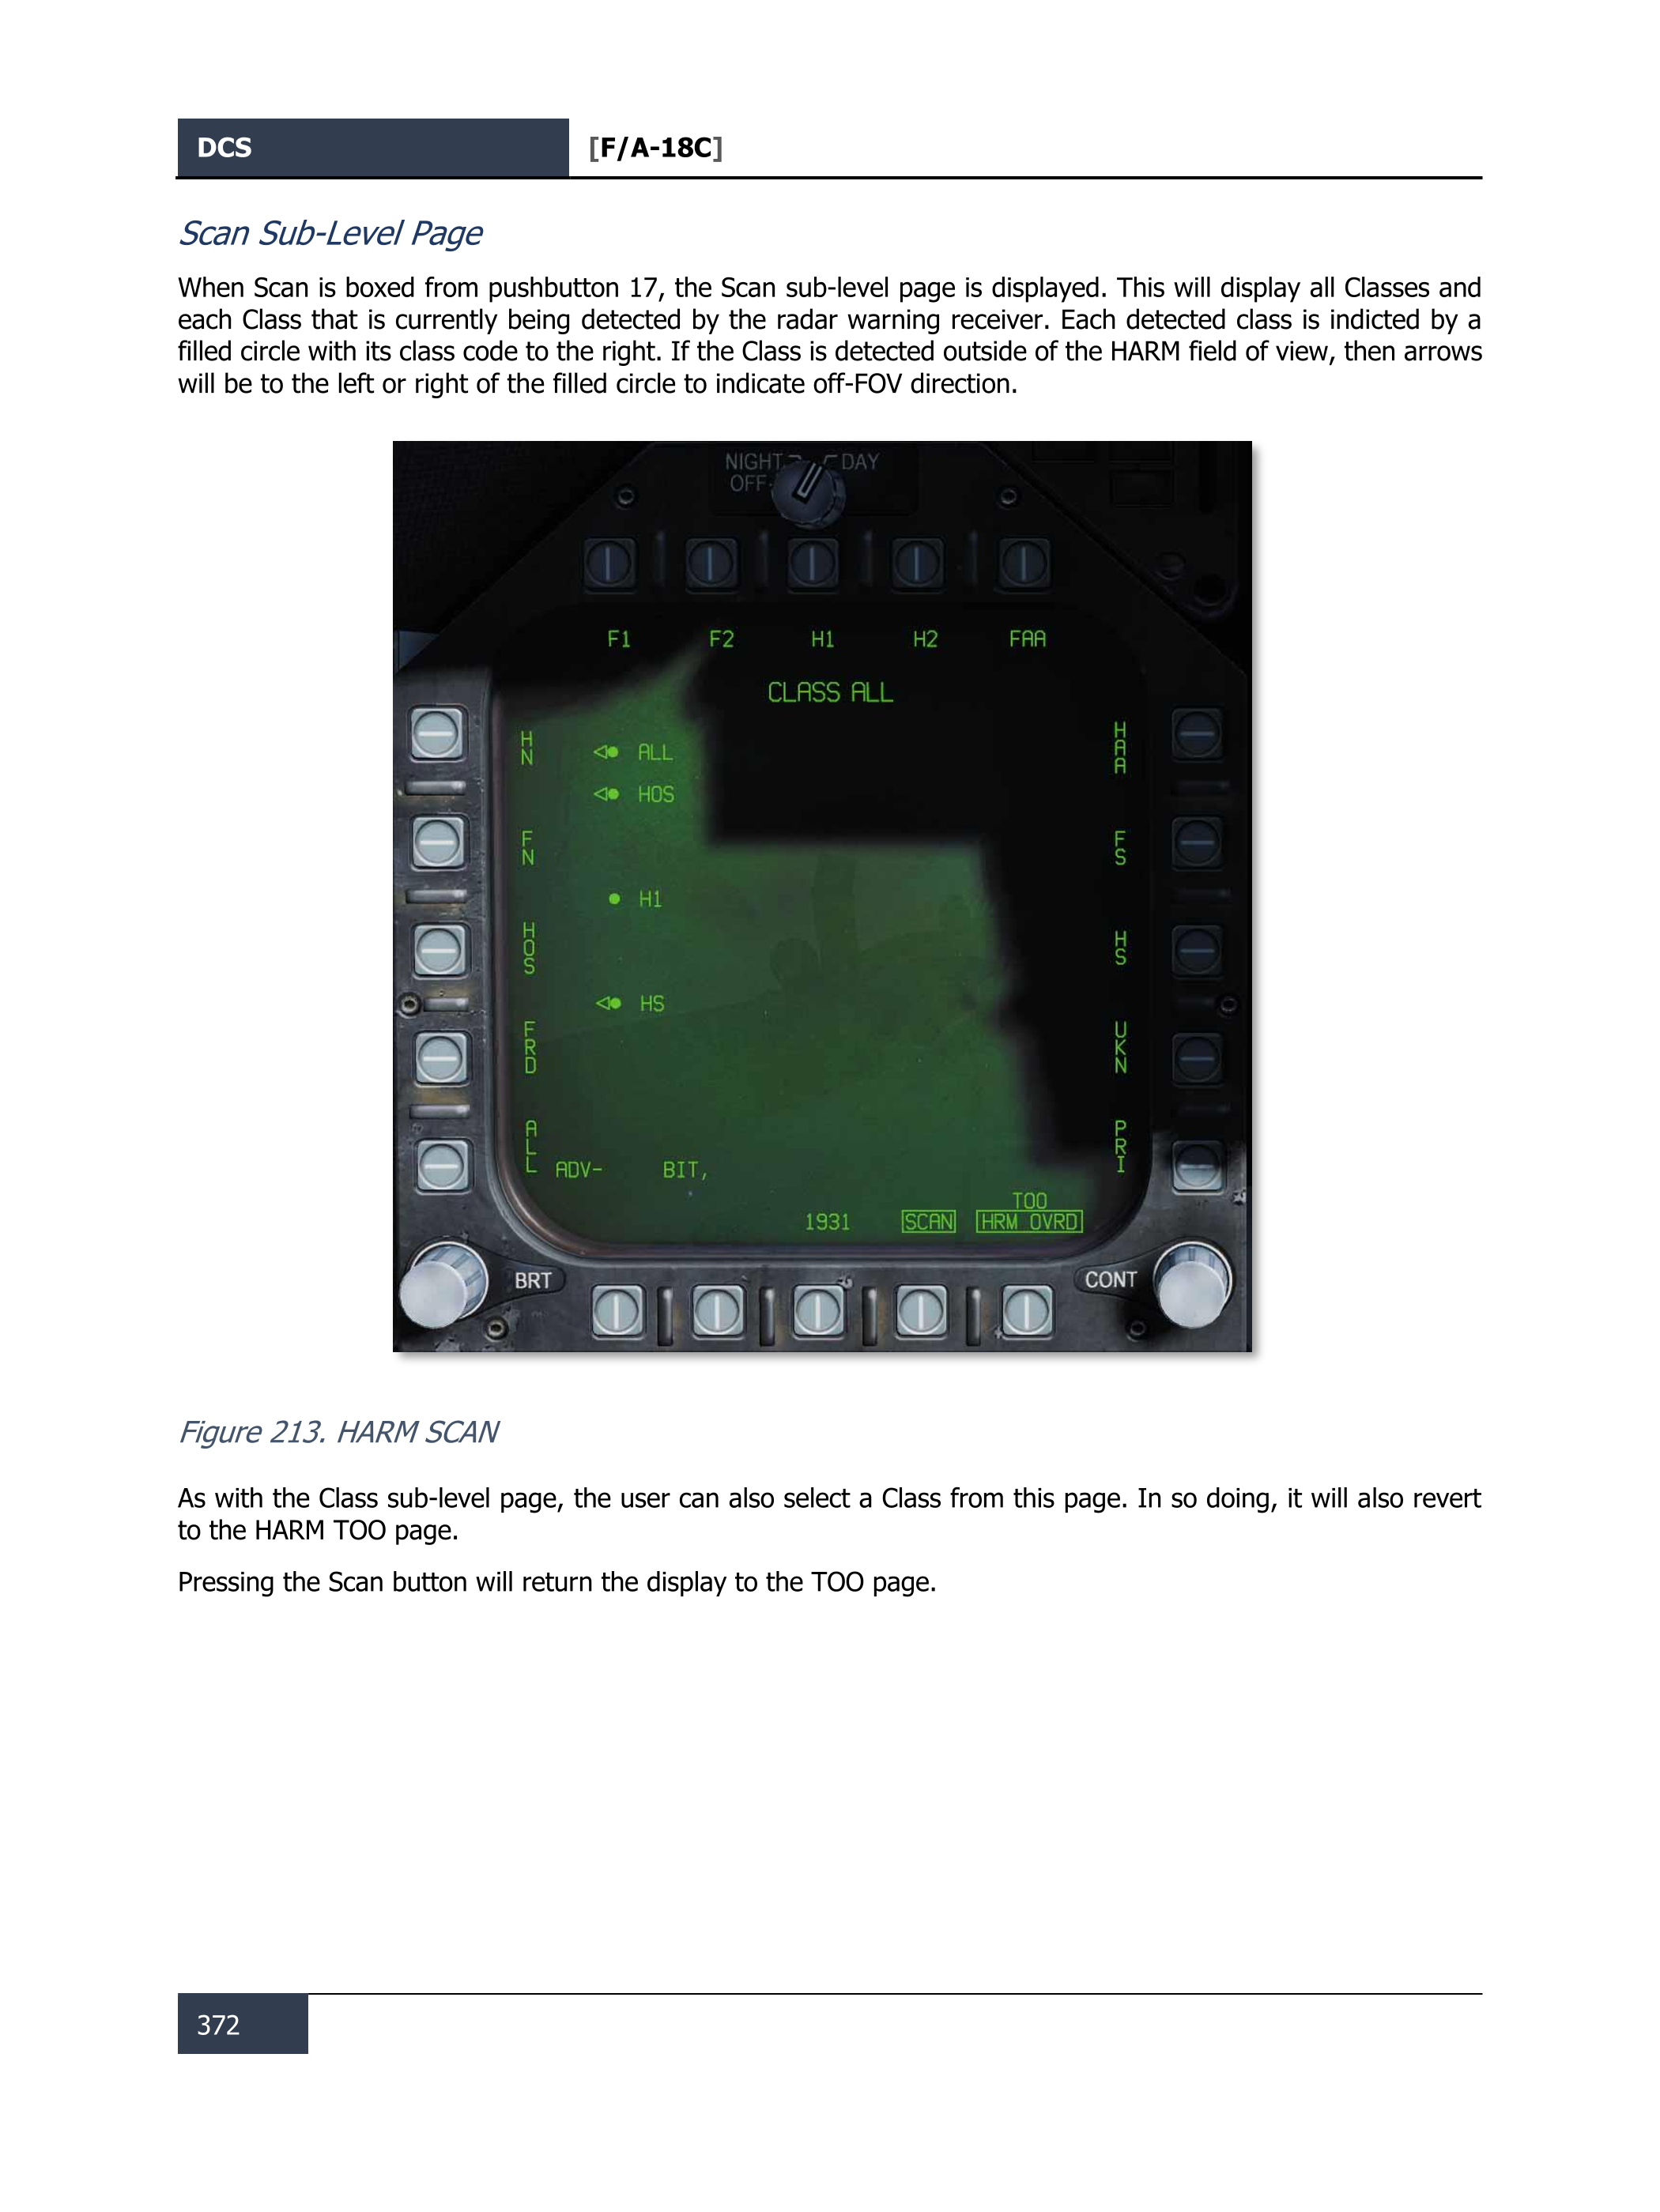 DCS [F/A-18C]
Scan Sub-Level Page
When Scan is boxed from pushbutton 17, the Scan sub-level page is displayed. This will display all Classes and
each Class that is currently being detected by the radar warning receiver. Each detected class is indicted by a
filled circle with its class code to the right. If the Class is detected outside of the HARM field of view, then arrows
will be to the left or right of the filled circle to indicate off-FOV direction.
NIGHT DAY
OFF
F1 F2 H1 H2 FAA
CLASS ALL
HN ALL HAA
HOS
FN FS
H1
HOS HS
HS
FRD UKN
ALL PRI
ADV- BIT,
TOO
1931 SCAN HRM OVRD
BRT CONT
Figure 213. HARM SCAN
As with the Class sub-level page, the user can also select a Class from this page. In so doing, it will also revert
to the HARM TOO page.
Pressing the Scan button will return the display to the TOO page.
372